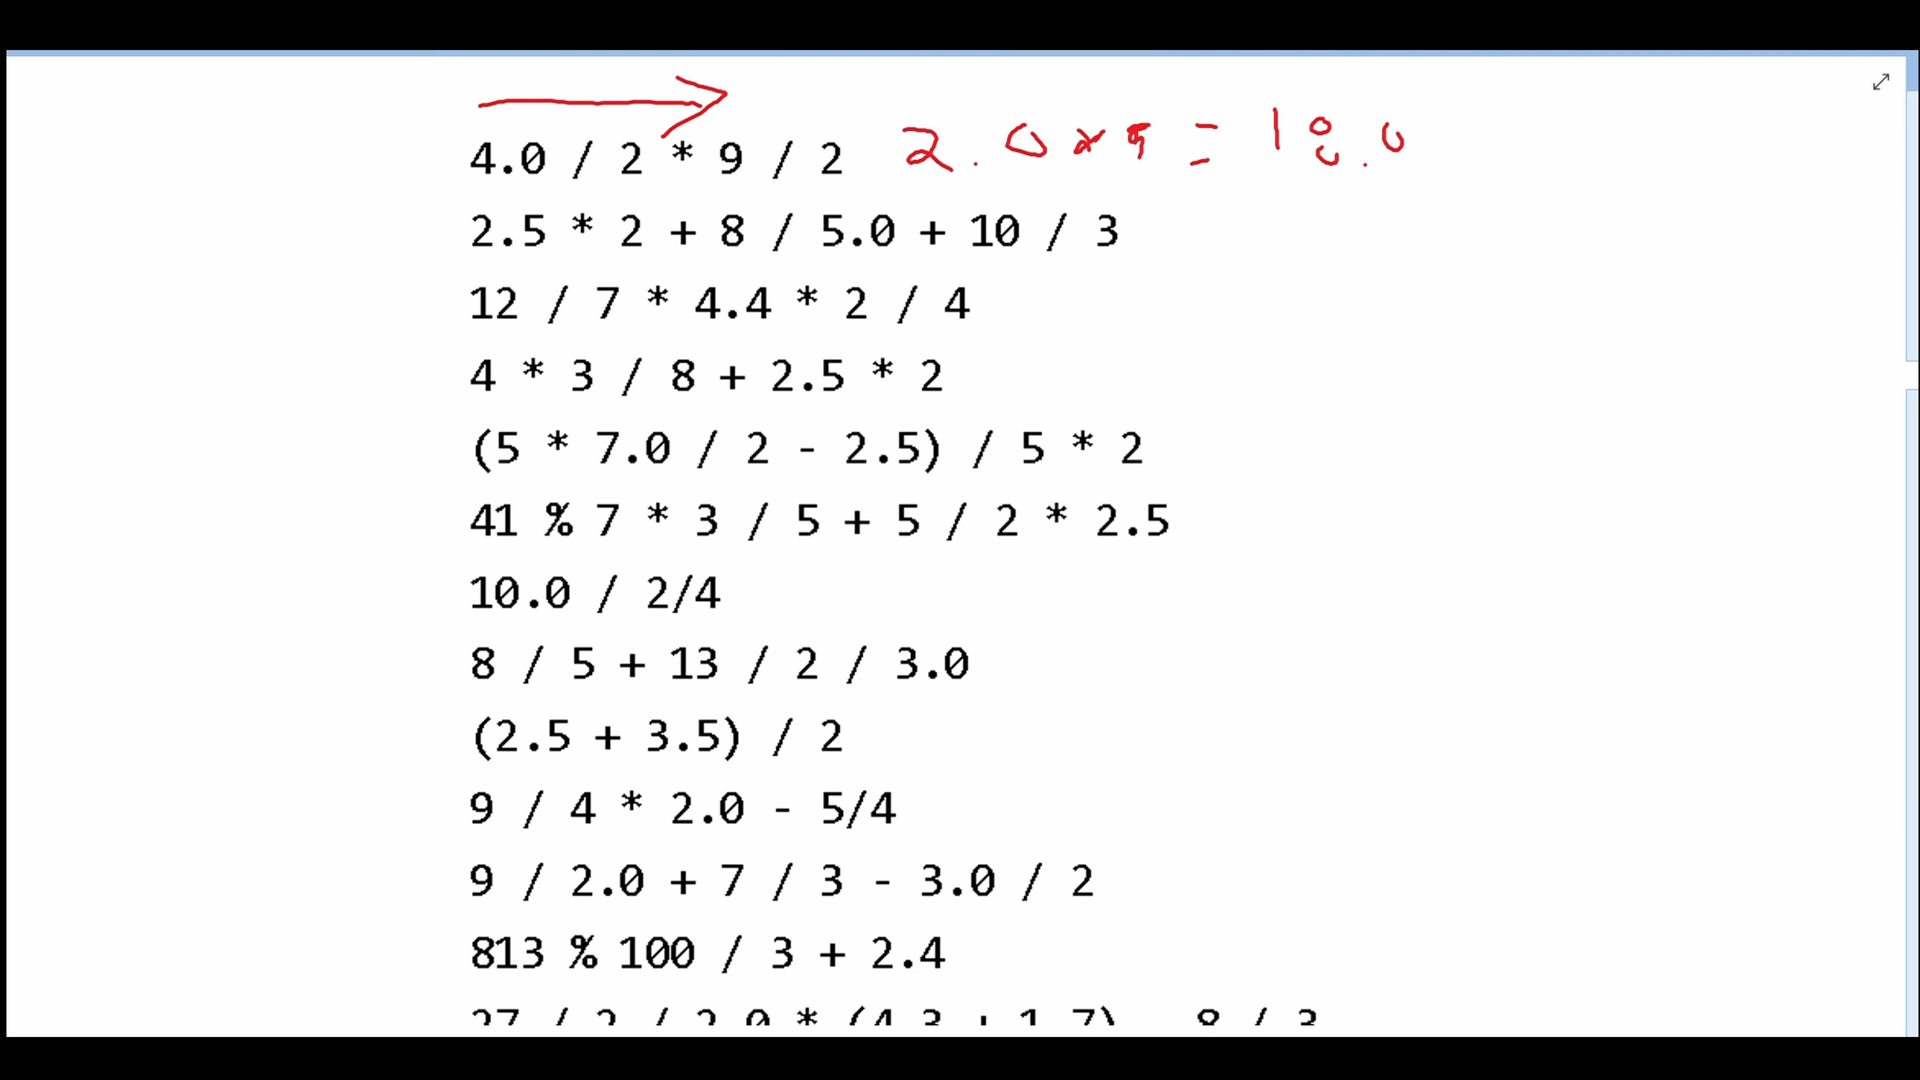 4.0 / 2 * 9 / 2 2.0 * 9 = 18.0
2.5 * 2 + 8 / 5.0 + 10 / 3
12 / 7 * 4.4 * 2 / 4
4 * 3 / 8 + 2.5 * 2
(5 * 7.0 / 2 - 2.5) / 5 * 2
41 % 7 * 3 / 5 + 5 / 2 * 2.5
10.0 / 2/4
8 / 5 + 13 / 2 / 3.0
(2.5 + 3.5) / 2
9 / 4 * 2.0 - 5/4
9 / 2.0 + 7 / 3 - 3.0 / 2
813 % 100 / 3 + 2.4